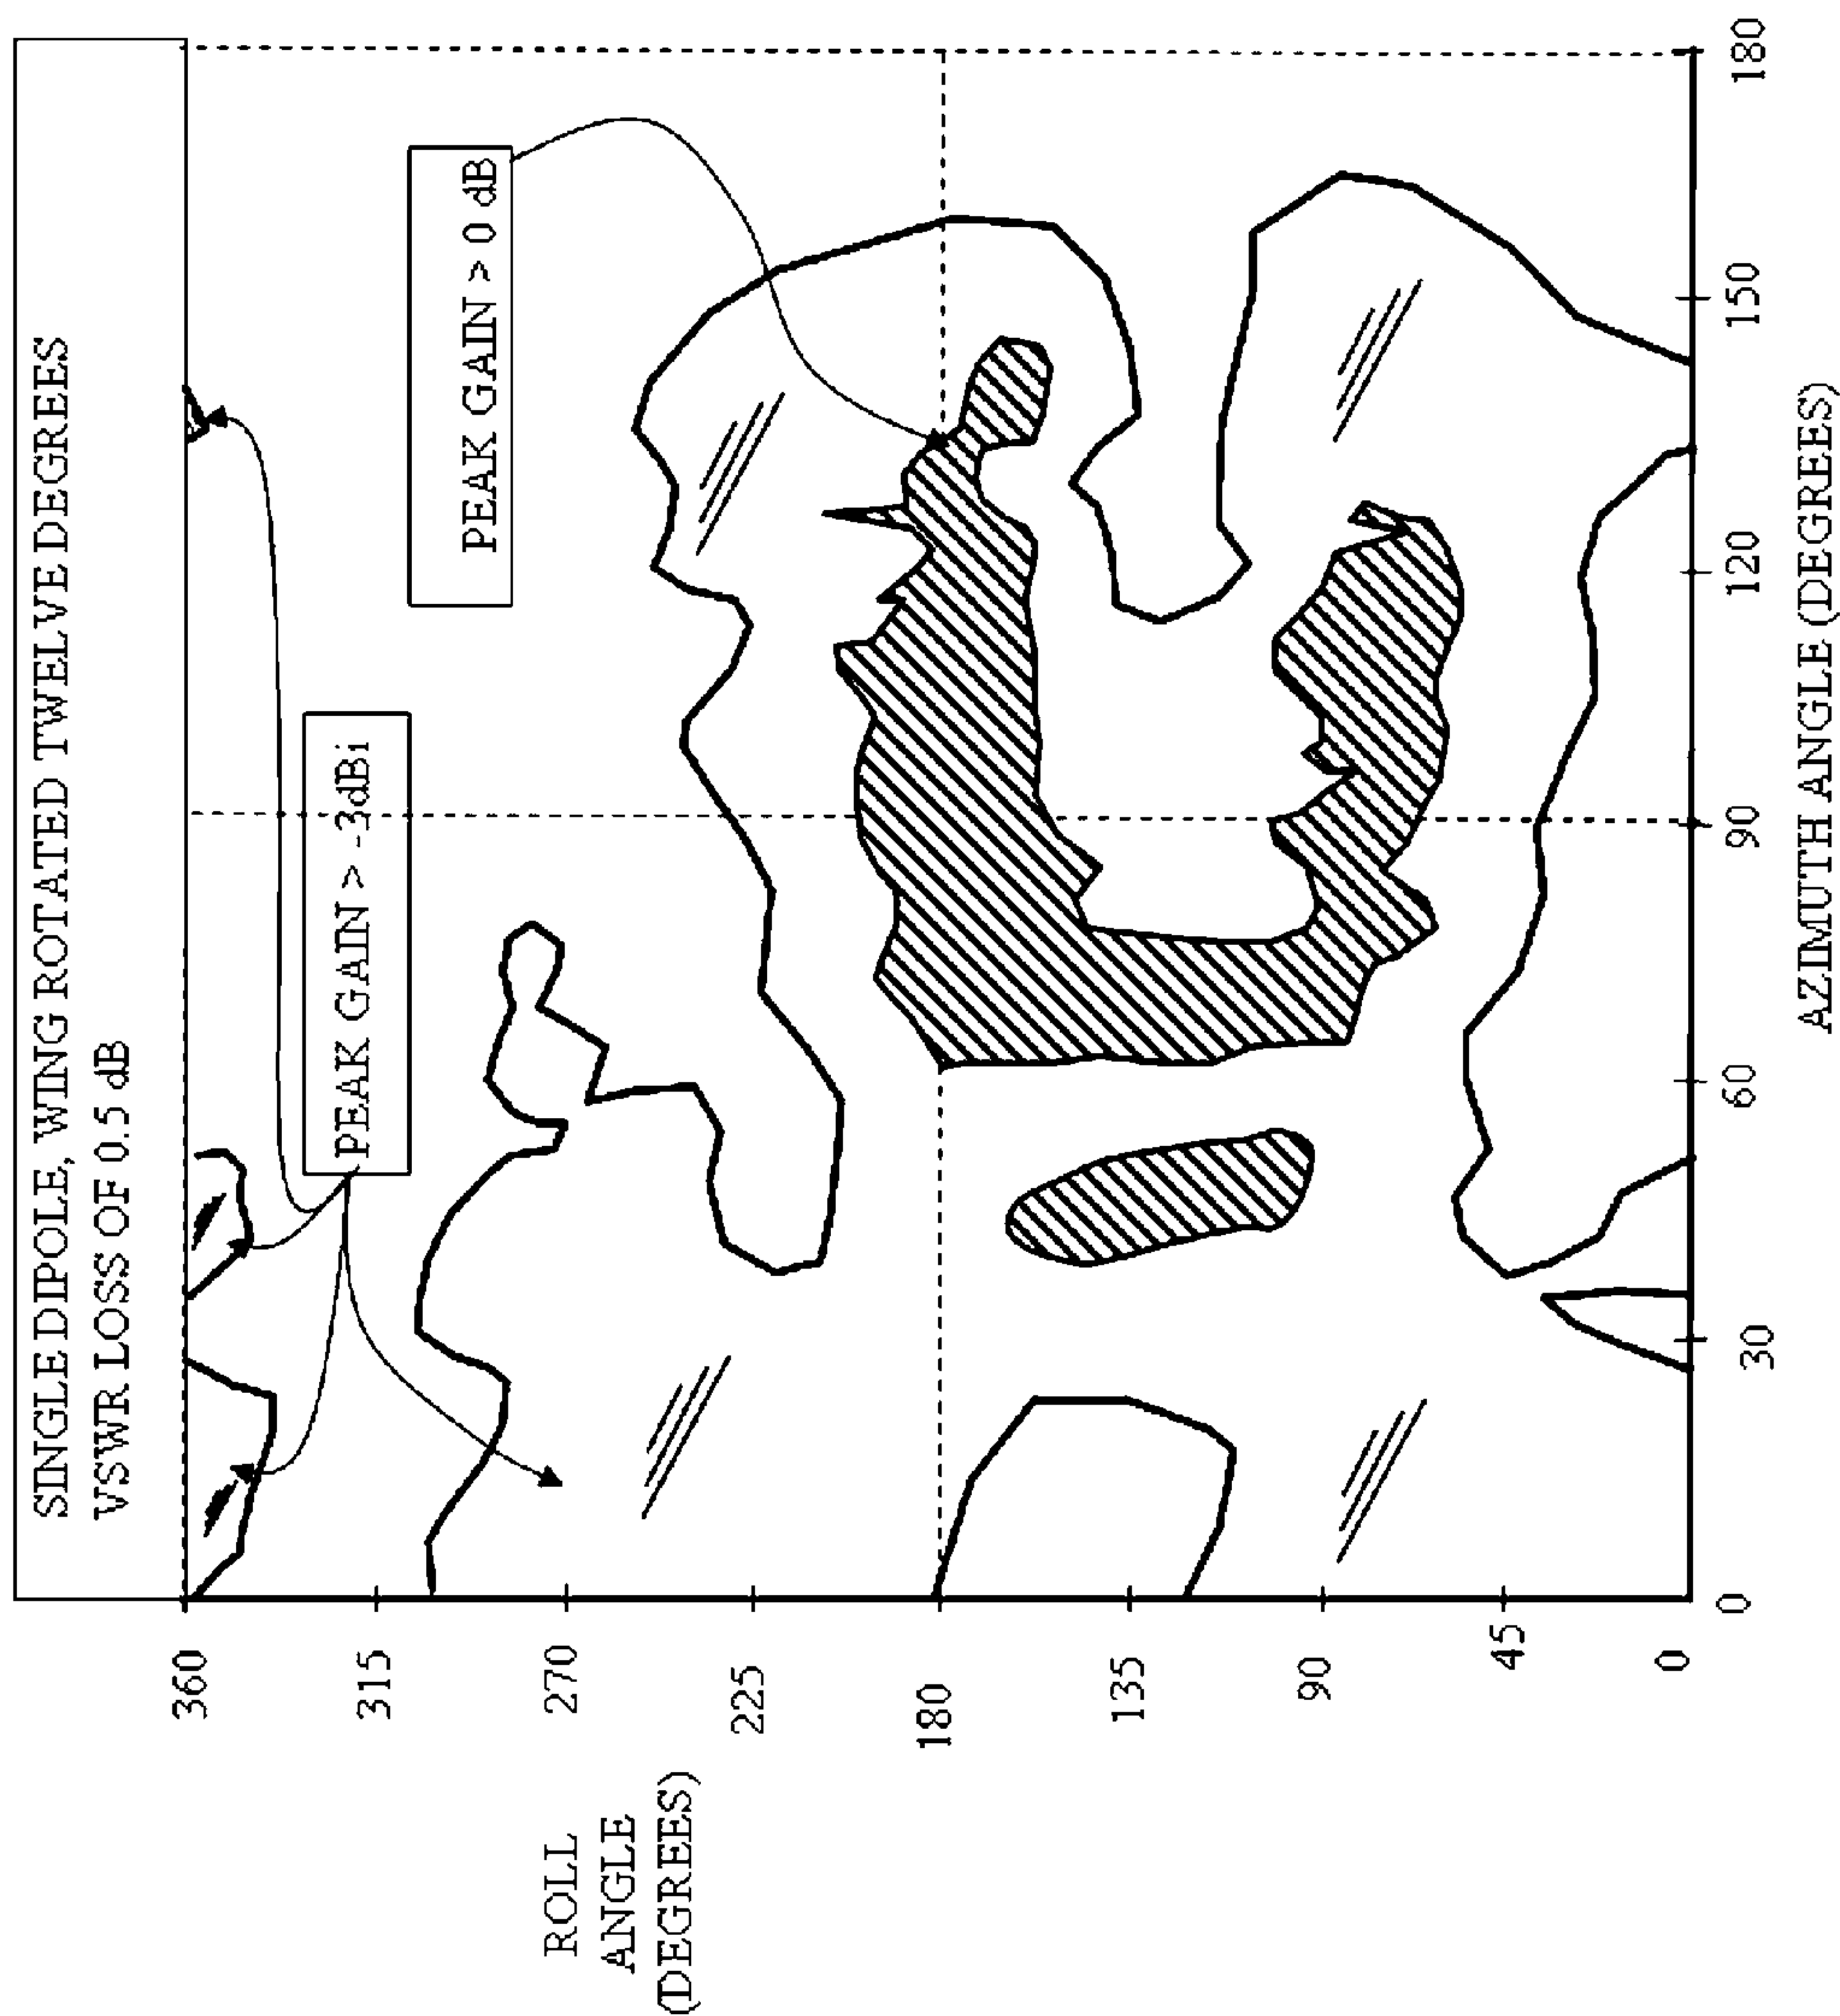 SINGLE DIPOLE, WING ROTATED TWELVE DEGREES
VSWR LOSS OF 0.5 dB
PEAK GAIN > -3dBi
PEAK GAIN > 0 dB
ROLL
ANGLE
(DEGREES)
360
315
270
225
180
135
90
45
0
0
30
60
90
120
150
180
AZIMUTH ANGLE (DEGREES)